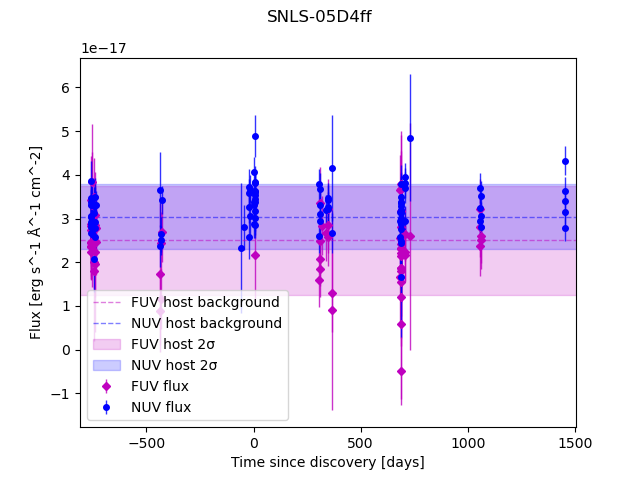 SNLS-05D4ff
1e−17
6
5
4
3
2
1
0
−1
Flux [erg s^-1 Å^-1 cm^-2]
FUV host background
NUV host background
FUV host 2σ
NUV host 2σ
FUV flux
NUV flux
−500 0 500 1000 1500
Time since discovery [days]